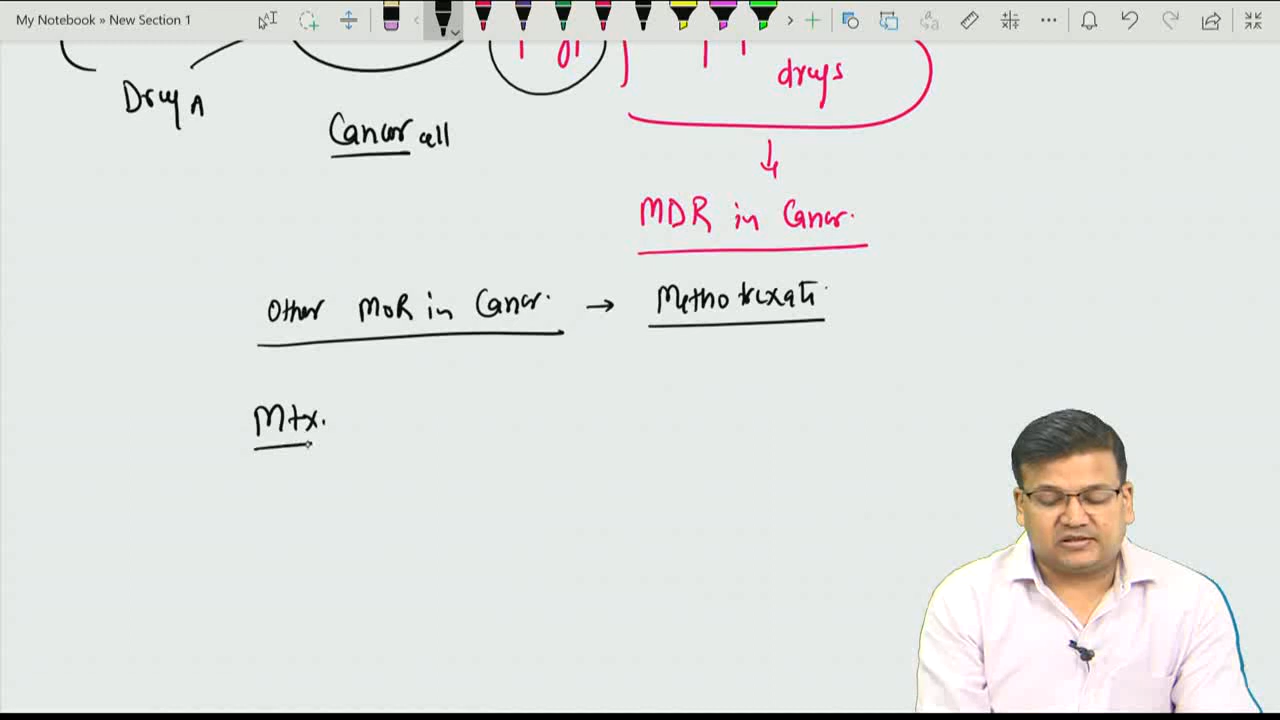 My Notebook » New Section 1
drugs
Drug A
Cancer cell
MDR in Cancer.
Other MDR in Cancer. → Methotrexate.
Mtx.